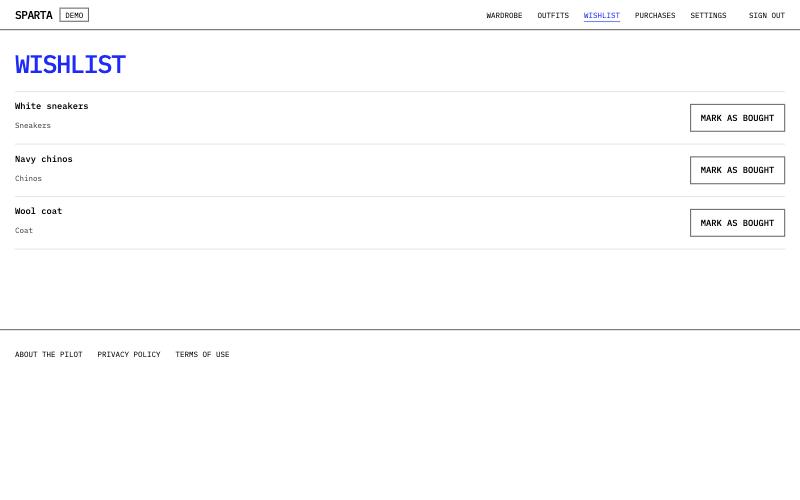 SPARTA DEMO WARDROBE OUTFITS WISHLIST PURCHASES SETTINGS SIGN OUT
WISHLIST
White sneakers
Sneakers
MARK AS BOUGHT
Navy chinos
Chinos
MARK AS BOUGHT
Wool coat
Coat
MARK AS BOUGHT
ABOUT THE PILOT PRIVACY POLICY TERMS OF USE